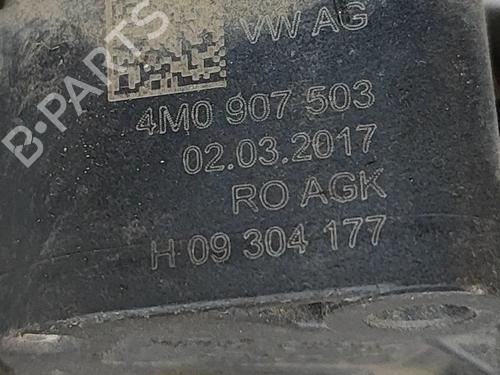 B-PARTS
VW AG
4M0 907 503
02.03.2017
RO AGK
H 09 304 177